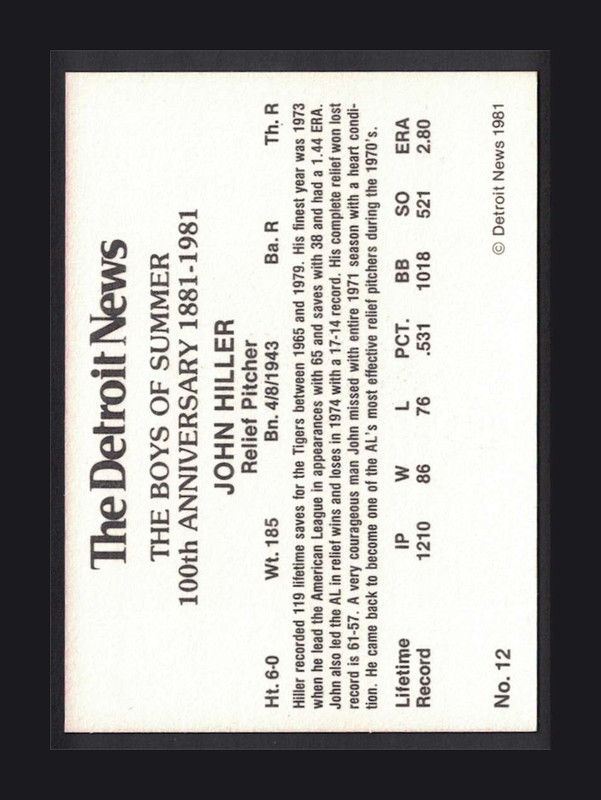 The Detroit News
THE BOYS OF SUMMER
100th ANNIVERSARY 1881-1981
JOHN HILLER
Relief Pitcher
Ht. 6-0 Wt. 185 Bn. 4/8/1943 Ba. R Th. R
Hiller recorded 119 lifetime saves for the Tigers between 1965 and 1979. His finest year was 1973
when he lead the American League in appearances with 65 and saves with 38 and had a 1.44 ERA.
John also led the AL in relief wins and loses in 1974 with a 17-14 record. His complete relief won lost
record is 61-57. A very courageous man John missed with entire 1971 season with a heart condi-
tion. He came back to become one of the AL's most effective relief pitchers during the 1970's.
Lifetime IP W L PCT. BB SO ERA
Record 1210 86 76 .531 1018 521 2.80
No. 12 © Detroit News 1981